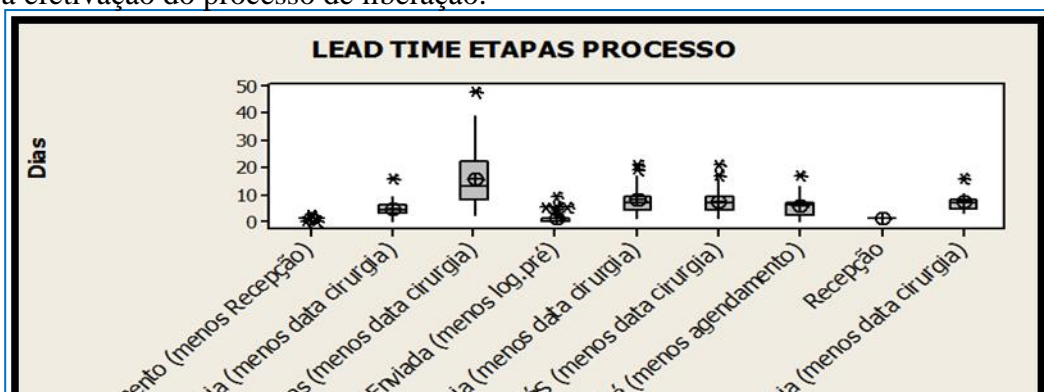 a efetivação do processo de liberação.
LEAD TIME ETAPAS PROCESSO
Dias
50
40
30
20
10
0
(menos Recepção)
(menos data cirurgia)
(menos data cirurgia)
Enviada (menos log.pré)
(menos data cirurgia)
(menos data cirurgia)
(menos agendamento)
Recepção
(menos data cirurgia)